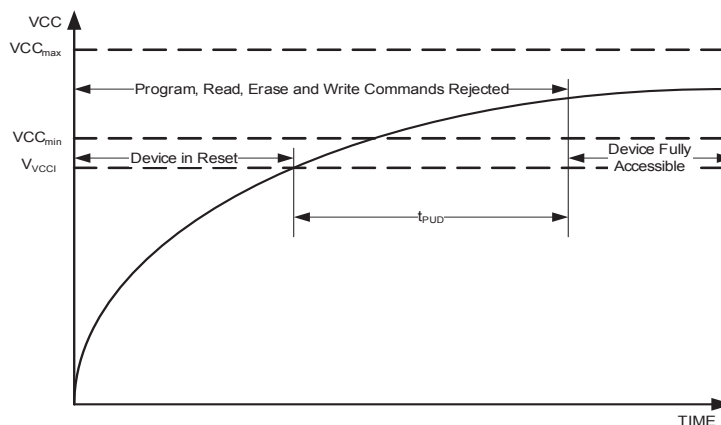 VCC
VCCmax
Program, Read, Erase and Write Commands Rejected
VCCmin
Device in Reset
Device Fully
Accessible
VVCCI
tPUD
TIME